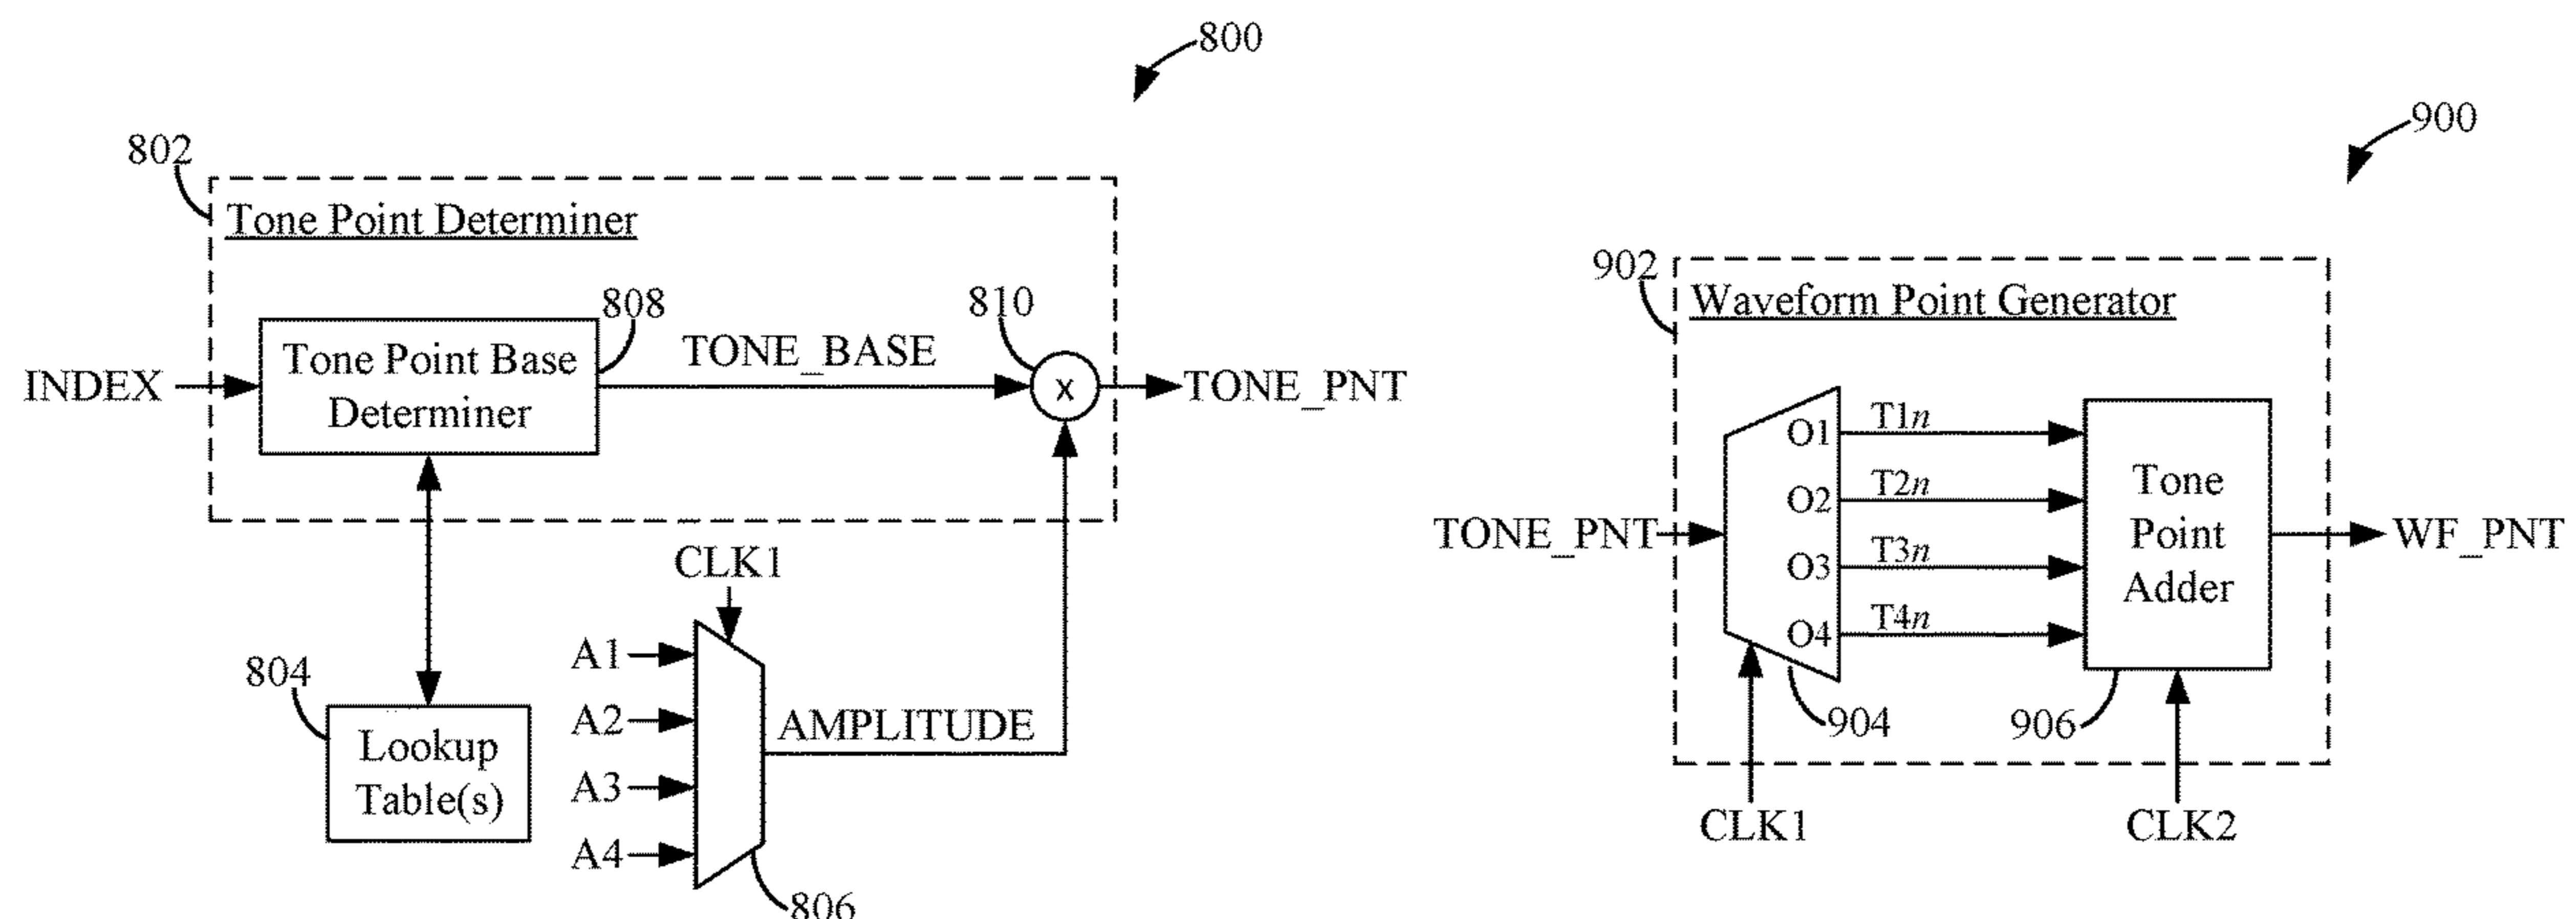 800
802
Tone Point Determiner
INDEX
Tone Point Base
Determiner
808
TONE_BASE
810
x
TONE_PNT
804
Lookup
Table(s)
CLK1
A1
A2
A3
A4
AMPLITUDE
806
900
902
Waveform Point Generator
TONE_PNT
O1
O2
O3
O4
T1n
T2n
T3n
T4n
Tone
Point
Adder
WF_PNT
904
906
CLK1
CLK2